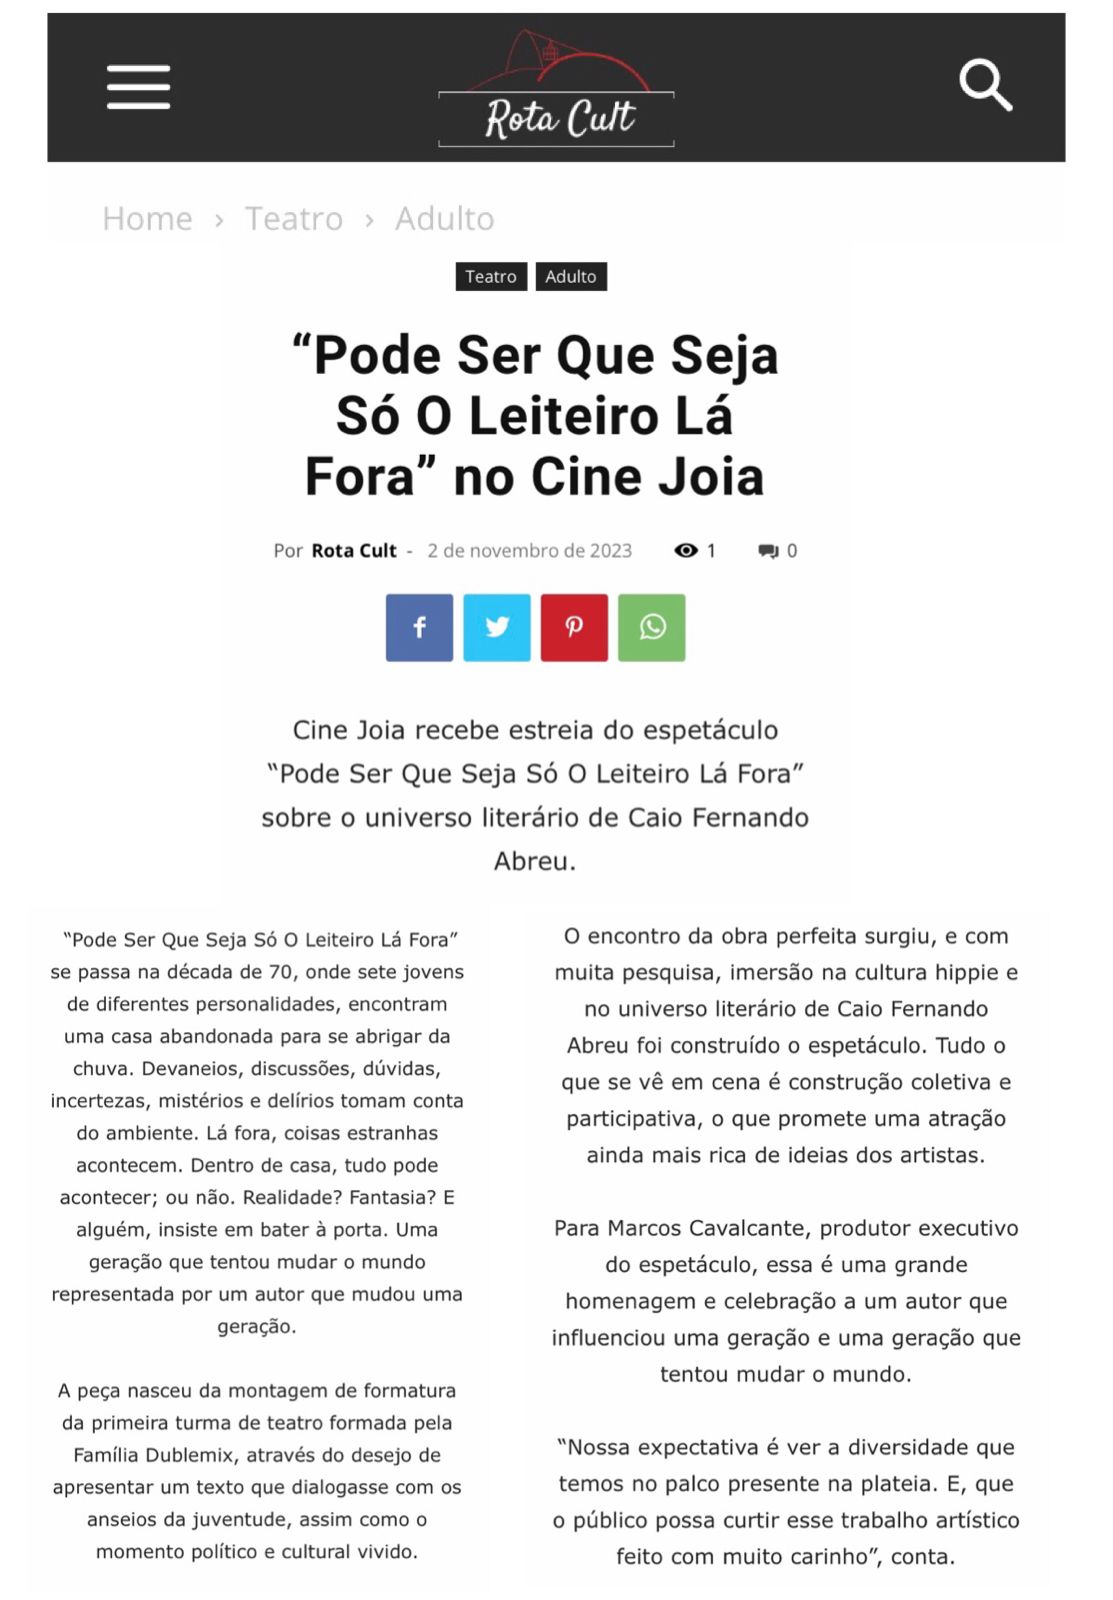 Rota Cult
Home › Teatro › Adulto
Teatro Adulto
“Pode Ser Que Seja
Só O Leiteiro Lá
Fora” no Cine Joia
Por Rota Cult - 2 de novembro de 2023 1 0
Cine Joia recebe estreia do espetáculo
“Pode Ser Que Seja Só O Leiteiro Lá Fora”
sobre o universo literário de Caio Fernando
Abreu.
“Pode Ser Que Seja Só O Leiteiro Lá Fora”
se passa na década de 70, onde sete jovens
de diferentes personalidades, encontram
uma casa abandonada para se abrigar da
chuva. Devaneios, discussões, dúvidas,
incertezas, mistérios e delírios tomam conta
do ambiente. Lá fora, coisas estranhas
acontecem. Dentro de casa, tudo pode
acontecer; ou não. Realidade? Fantasia? E
alguém, insiste em bater à porta. Uma
geração que tentou mudar o mundo
representada por um autor que mudou uma
geração.
A peça nasceu da montagem de formatura
da primeira turma de teatro formada pela
Família Dublemix, através do desejo de
apresentar um texto que dialogasse com os
anseios da juventude, assim como o
momento político e cultural vivido.
O encontro da obra perfeita surgiu, e com
muita pesquisa, imersão na cultura hippie e
no universo literário de Caio Fernando
Abreu foi construído o espetáculo. Tudo o
que se vê em cena é construção coletiva e
participativa, o que promete uma atração
ainda mais rica de ideias dos artistas.
Para Marcos Cavalcante, produtor executivo
do espetáculo, essa é uma grande
homenagem e celebração a um autor que
influenciou uma geração e uma geração que
tentou mudar o mundo.
“Nossa expectativa é ver a diversidade que
temos no palco presente na plateia. E, que
o público possa curtir esse trabalho artístico
feito com muito carinho”, conta.